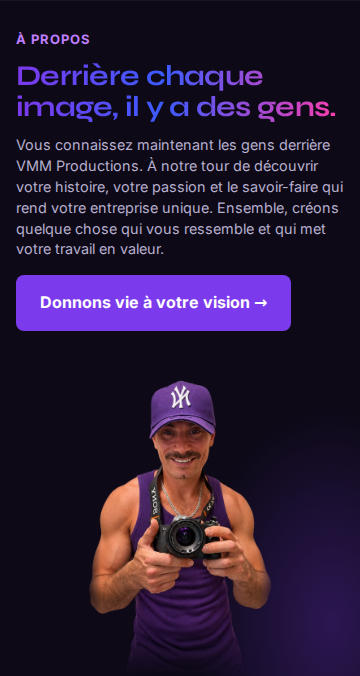 À PROPOS
Derrière chaque
image, il y a des gens.
Vous connaissez maintenant les gens derrière
VMM Productions. À notre tour de découvrir
votre histoire, votre passion et le savoir-faire qui
rend votre entreprise unique. Ensemble, créons
quelque chose qui vous ressemble et qui met
votre travail en valeur.
Donnons vie à votre vision →
NY